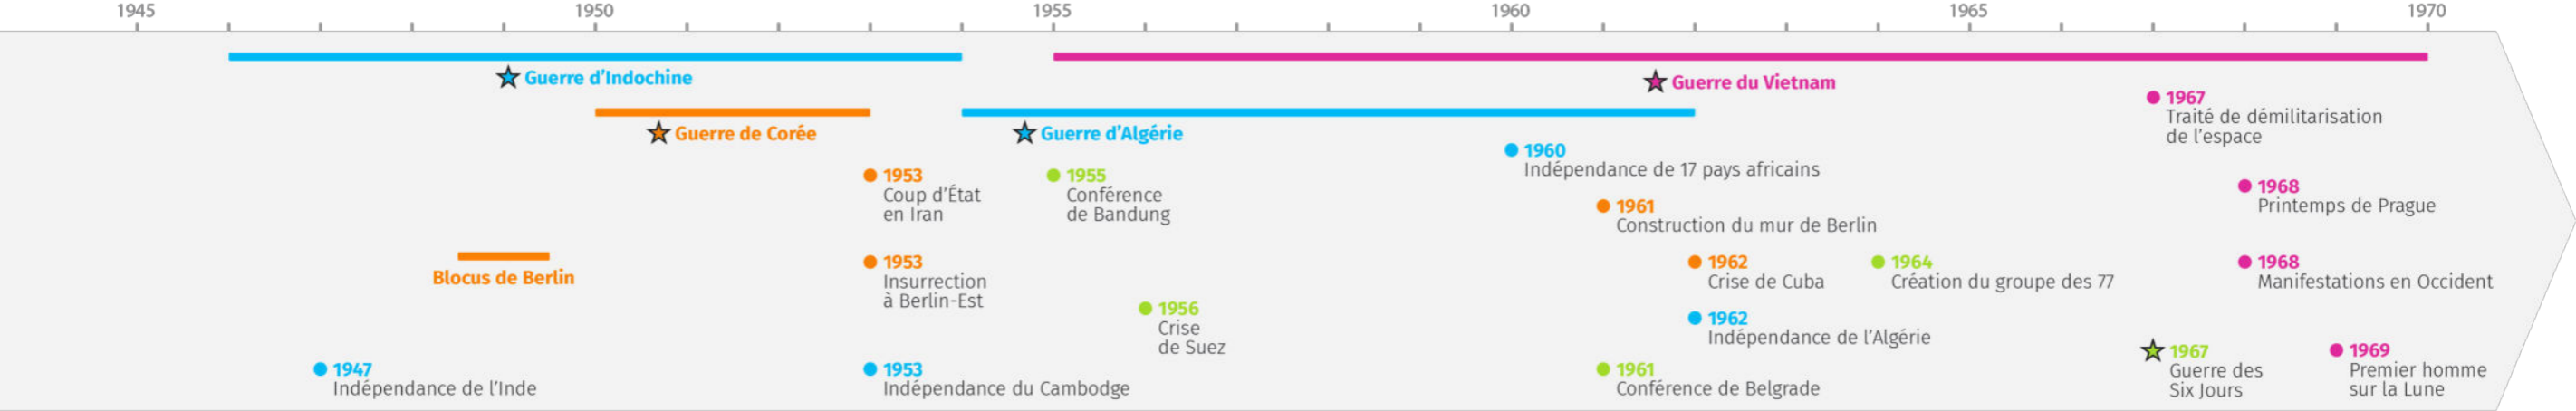 1945
1950
1955
1960
1965
1970
Guerre d'Indochine
Guerre du Vietnam
Guerre de Corée
Guerre d'Algérie
1967
Traité de démilitarisation
de l'espace
1960
Indépendance de 17 pays africains
1953
Coup d'État
en Iran
1955
Conférence
de Bandung
1968
Printemps de Prague
1961
Construction du mur de Berlin
Blocus de Berlin
1953
Insurrection
à Berlin-Est
1962
Crise de Cuba
1964
Création du groupe des 77
1968
Manifestations en Occident
1956
Crise
de Suez
1962
Indépendance de l'Algérie
1947
Indépendance de l'Inde
1953
Indépendance du Cambodge
1961
Conférence de Belgrade
1967
Guerre des
Six Jours
1969
Premier homme
sur la Lune